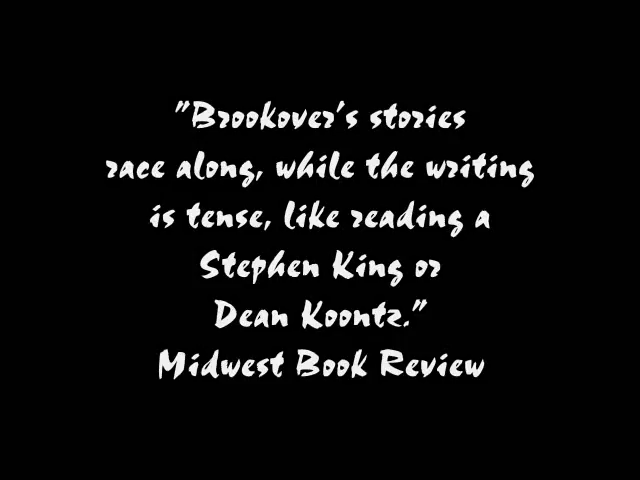 "Brookover's stories
race along, while the writing
is tense, like reading a
Stephen King or
Dean Koontz."
Midwest Book Review